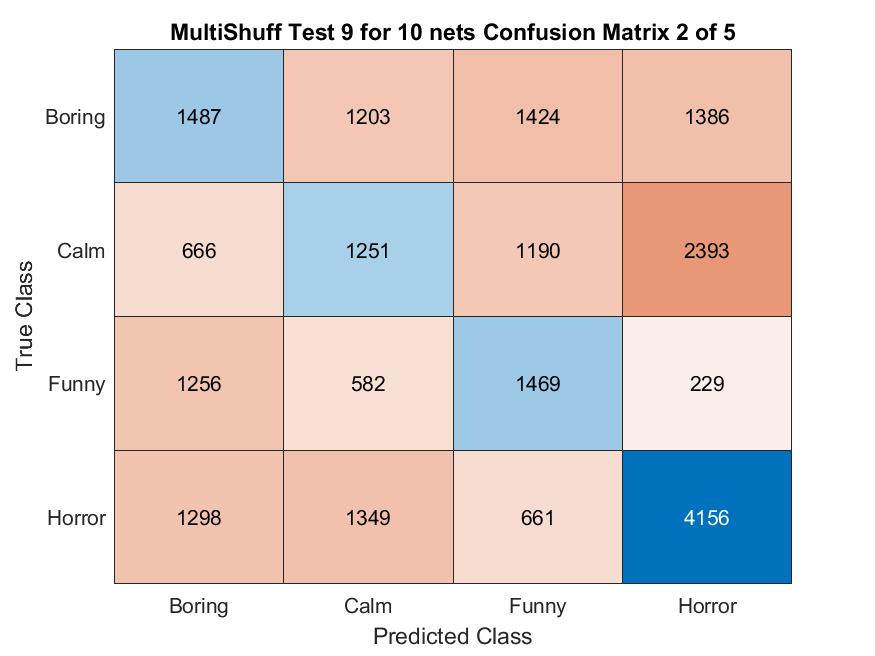 MultiShuff Test 9 for 10 nets Confusion Matrix 2 of 5
True Class
Boring 1487 1203 1424 1386
Calm 666 1251 1190 2393
Funny 1256 582 1469 229
Horror 1298 1349 661 4156
Boring Calm Funny Horror
Predicted Class